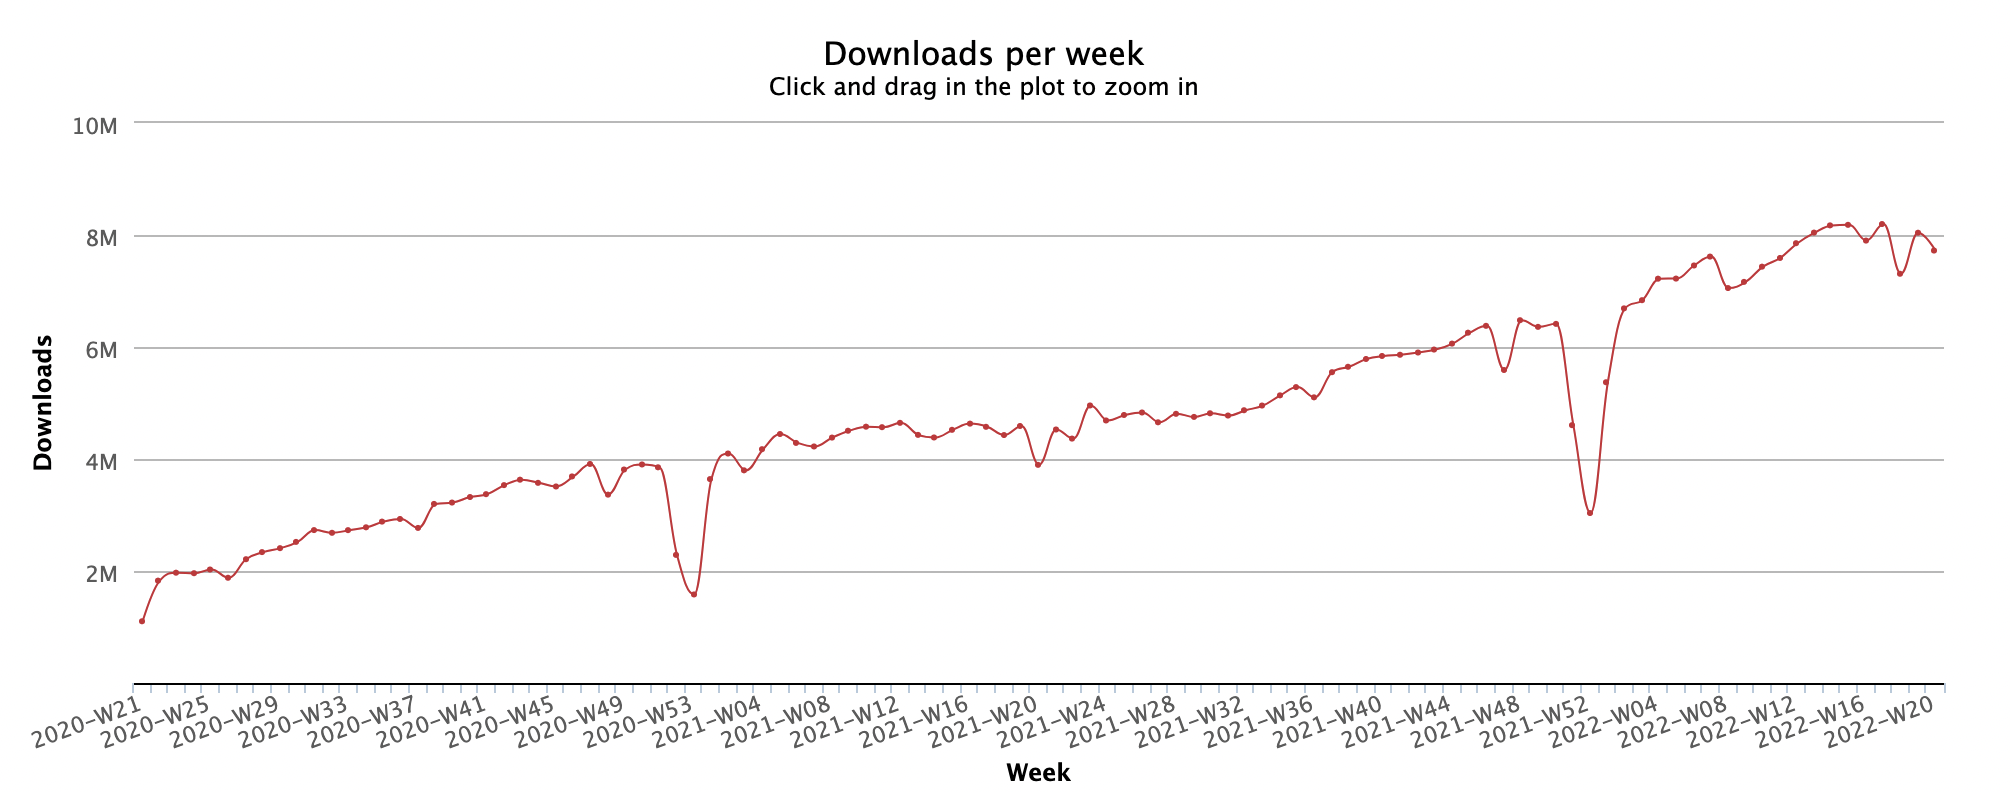 Downloads per week
Click and drag in the plot to zoom in
10M
8M
6M
4M
2M
Downloads
2020-W21
2020-W25
2020-W29
2020-W33
2020-W37
2020-W41
2020-W45
2020-W49
2020-W53
2021-W04
2021-W08
2021-W12
2021-W16
2021-W20
2021-W24
2021-W28
2021-W32
2021-W36
2021-W40
2021-W44
2021-W48
2021-W52
2022-W04
2022-W08
2022-W12
2022-W16
2022-W20
Week